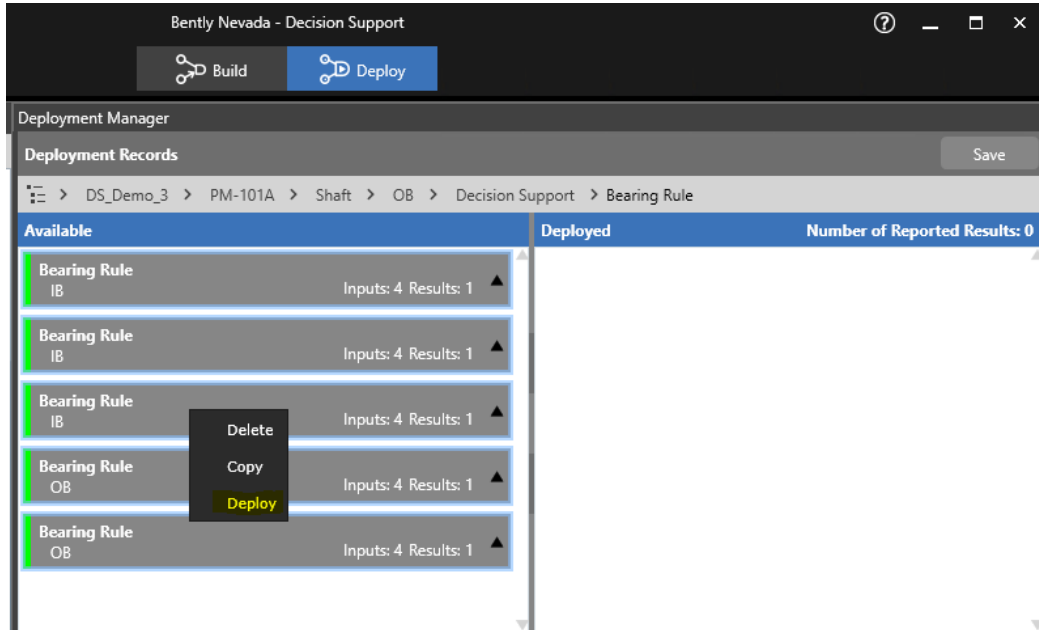 Bently Nevada - Decision Support
Build Deploy
Deployment Manager
Deployment Records Save
> DS_Demo_3 > PM-101A > Shaft > OB > Decision Support > Bearing Rule
Available Deployed Number of Reported Results: 0
Bearing Rule
IB Inputs: 4 Results: 1
Bearing Rule
IB Inputs: 4 Results: 1
Bearing Rule
IB Inputs: 4 Results: 1
Delete
Bearing Rule
Copy
OB Inputs: 4 Results: 1
Deploy
Bearing Rule
OB Inputs: 4 Results: 1